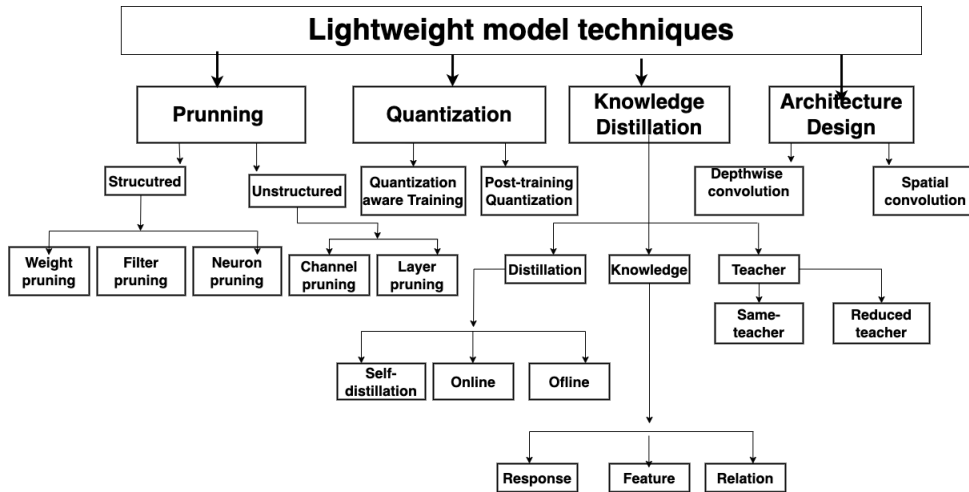 Lightweight model techniques
Prunning
Quantization
Knowledge
Distillation
Architecture
Design
Strucutred
Unstructured
Quantization
aware Training
Post-training
Quantization
Depthwise
convolution
Spatial
convolution
Weight
pruning
Filter
pruning
Neuron
pruning
Channel
pruning
Layer
pruning
Distillation
Knowledge
Teacher
Same-
teacher
Reduced
teacher
Self-
distillation
Online
Ofline
Response
Feature
Relation